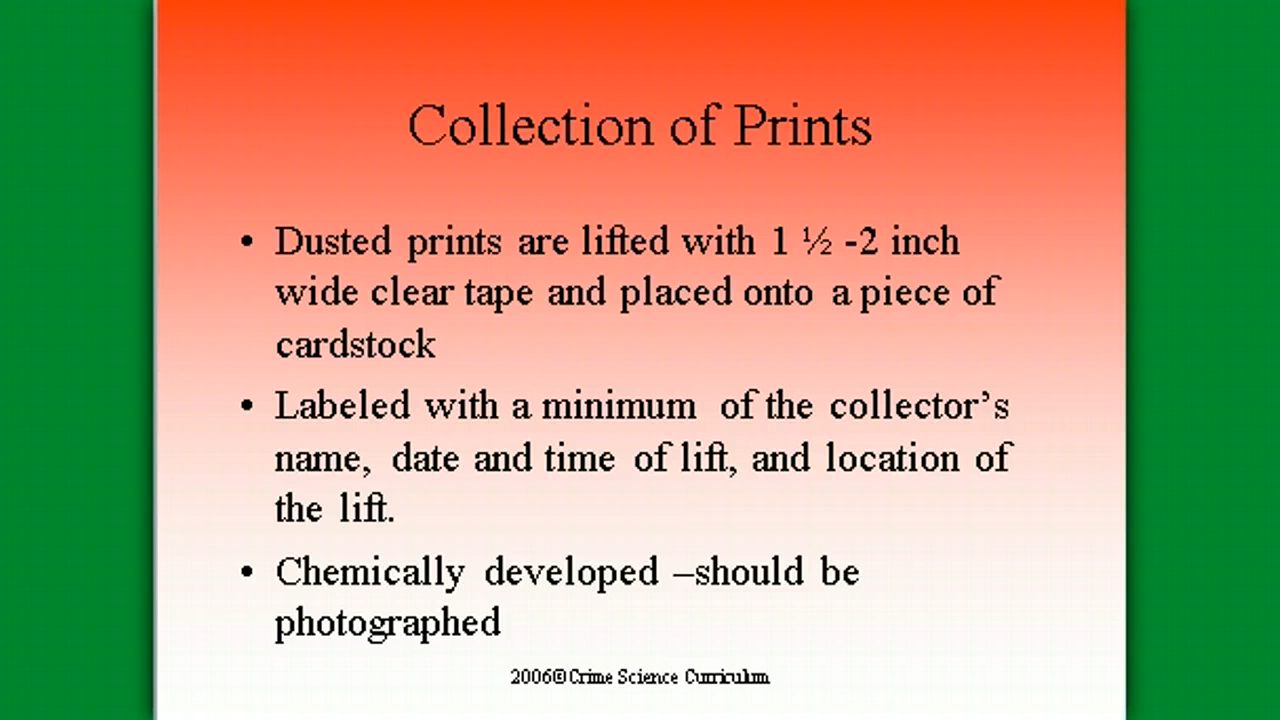 Collection of Prints
• Dusted prints are lifted with 1 ½ -2 inch
wide clear tape and placed onto a piece of
cardstock
• Labeled with a minimum of the collector’s
name, date and time of lift, and location of
the lift.
• Chemically developed –should be
photographed
2006©Crime Science Curriculum